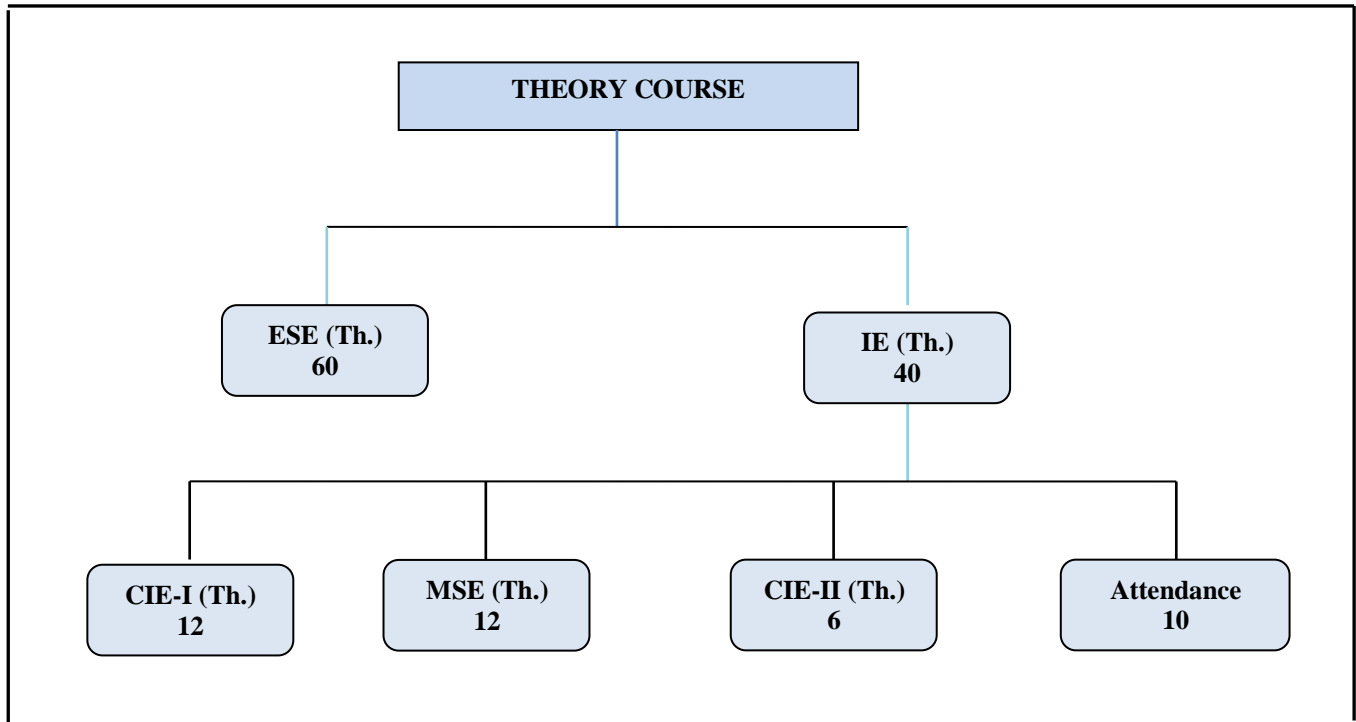 THEORY COURSE
ESE (Th.)
60
IE (Th.)
40
CIE-I (Th.)
12
MSE (Th.)
12
CIE-II (Th.)
6
Attendance
10